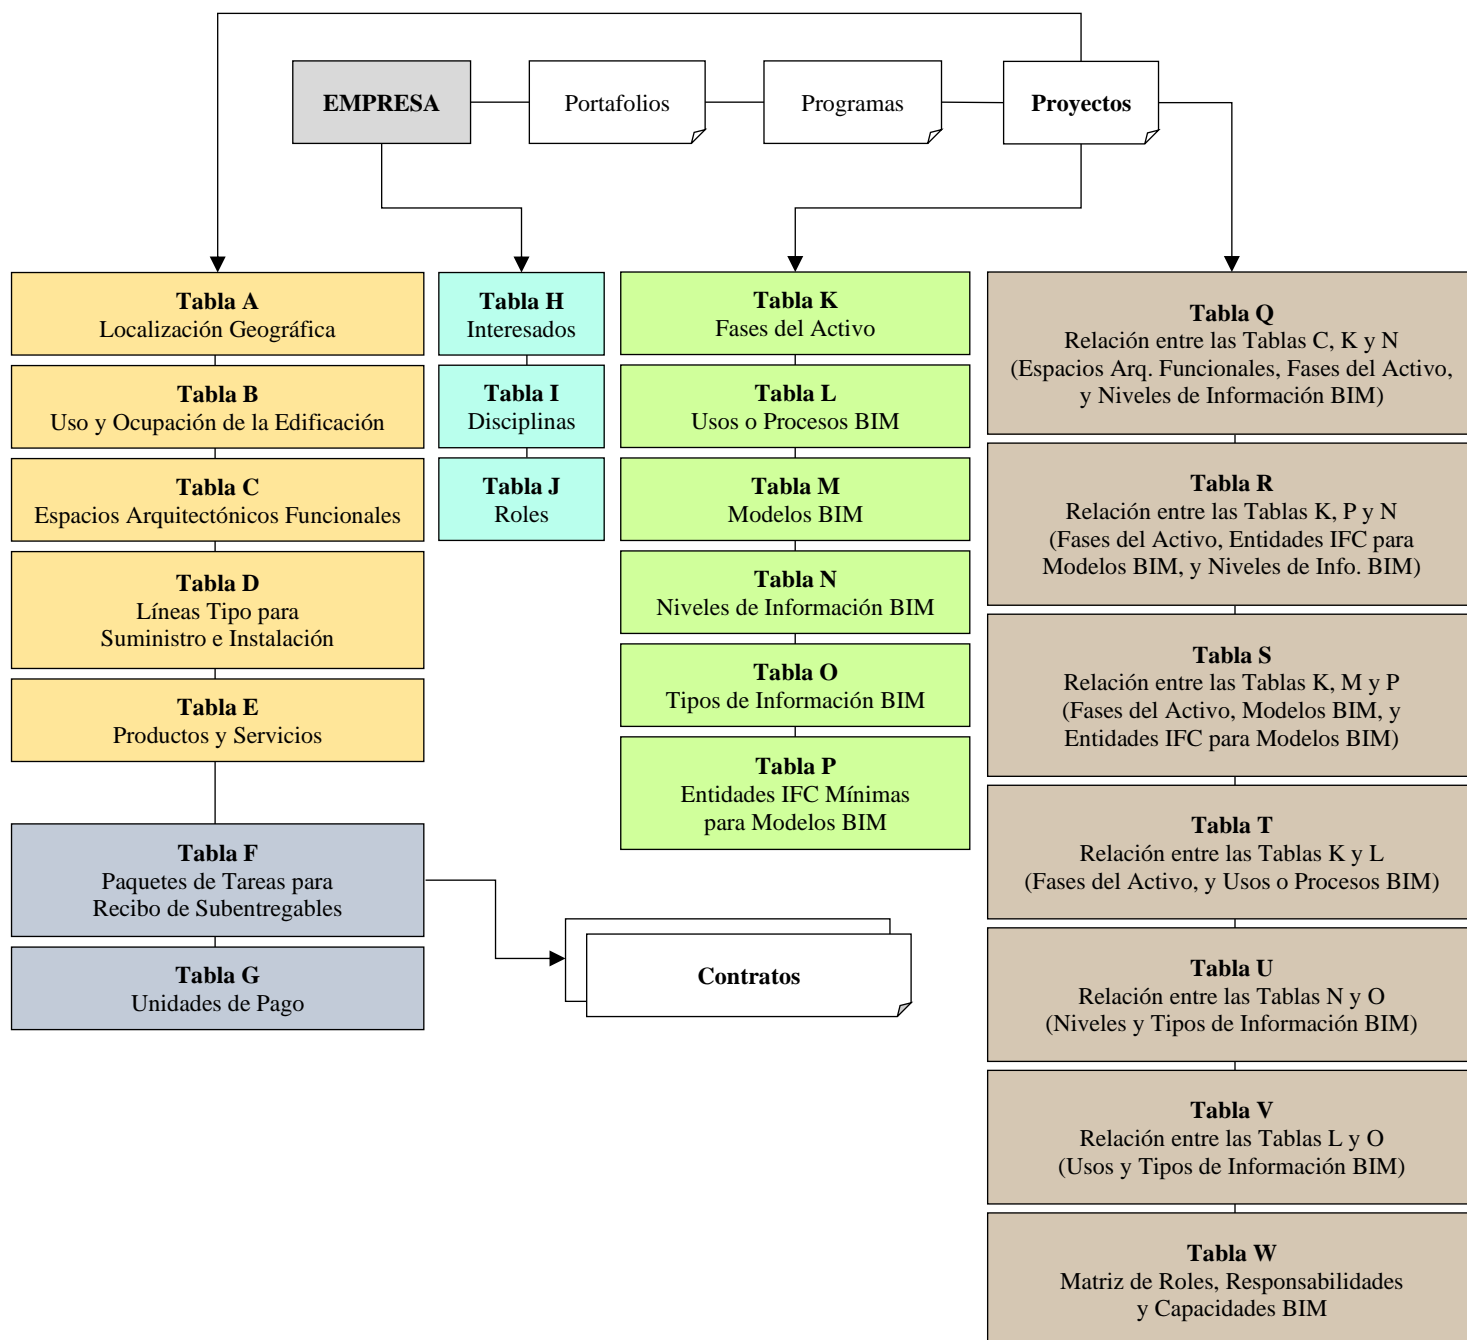 EMPRESA
Portafolios
Programas
Proyectos
Tabla A
Localización Geográfica
Tabla B
Uso y Ocupación de la Edificación
Tabla C
Espacios Arquitectónicos Funcionales
Tabla D
Líneas Tipo para
Suministro e Instalación
Tabla E
Productos y Servicios
Tabla F
Paquetes de Tareas para
Recibo de Subentregables
Tabla G
Unidades de Pago
Tabla H
Interesados
Tabla I
Disciplinas
Tabla J
Roles
Tabla K
Fases del Activo
Tabla L
Usos o Procesos BIM
Tabla M
Modelos BIM
Tabla N
Niveles de Información BIM
Tabla O
Tipos de Información BIM
Tabla P
Entidades IFC Mínimas
para Modelos BIM
Contratos
Tabla Q
Relación entre las Tablas C, K y N
(Espacios Arq. Funcionales, Fases del Activo,
y Niveles de Información BIM)
Tabla R
Relación entre las Tablas K, P y N
(Fases del Activo, Entidades IFC para
Modelos BIM, y Niveles de Info. BIM)
Tabla S
Relación entre las Tablas K, M y P
(Fases del Activo, Modelos BIM, y
Entidades IFC para Modelos BIM)
Tabla T
Relación entre las Tablas K y L
(Fases del Activo, y Usos o Procesos BIM)
Tabla U
Relación entre las Tablas N y O
(Niveles y Tipos de Información BIM)
Tabla V
Relación entre las Tablas L y O
(Usos y Tipos de Información BIM)
Tabla W
Matriz de Roles, Responsabilidades
y Capacidades BIM